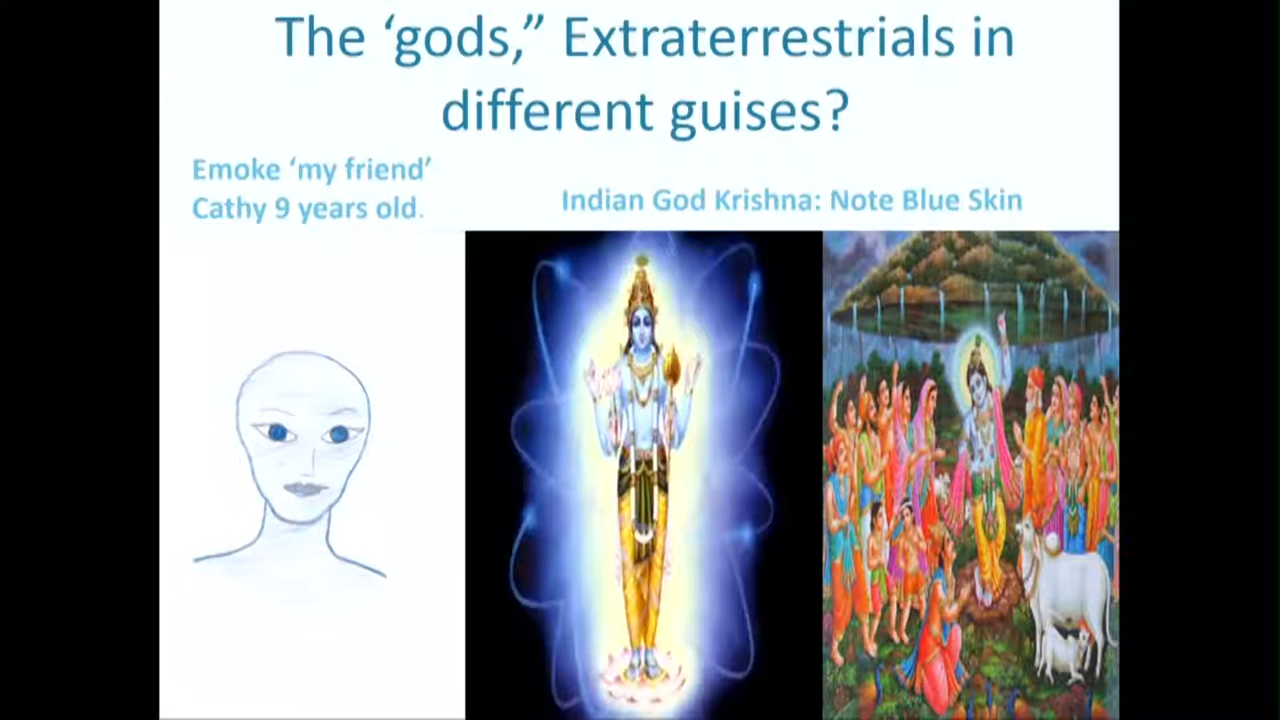 The ‘gods,” Extraterrestrials in
different guises?
Emoke ‘my friend’
Cathy 9 years old.
Indian God Krishna: Note Blue Skin